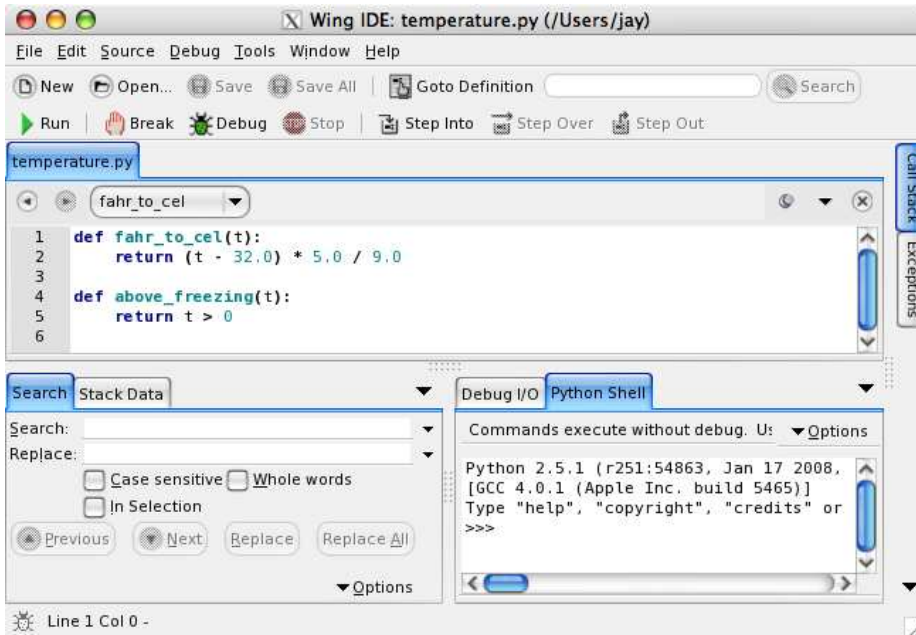 Wing IDE: temperature.py (/Users/jay)
File Edit Source Debug Tools Window Help
New Open... Save Save All Goto Definition Search
Run Break Debug Stop Step Into Step Over Step Out
temperature.py
fahr_to_cel
1 def fahr_to_cel(t):
2     return (t - 32.0) * 5.0 / 9.0
3
4 def above_freezing(t):
5     return t > 0
6
Call Stack
Exceptions
Search Stack Data
Search:
Replace:
Case sensitive Whole words
In Selection
Previous Next Replace Replace All
Options
Debug I/O Python Shell
Commands execute without debug. Us Options
Python 2.5.1 (r251:54863, Jan 17 2008,
[GCC 4.0.1 (Apple Inc. build 5465)]
Type "help", "copyright", "credits" or
>>>
Line 1 Col 0 -